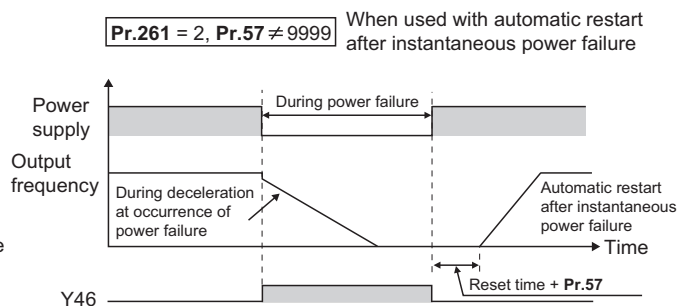 Pr.261 = 2, Pr.57 ≠ 9999
When used with automatic restart
after instantaneous power failure
Power
supply
During power failure
Output
frequency
During deceleration
at occurrence of
power failure
Automatic restart
after instantaneous
power failure
Time
e
Reset time + Pr.57
Y46